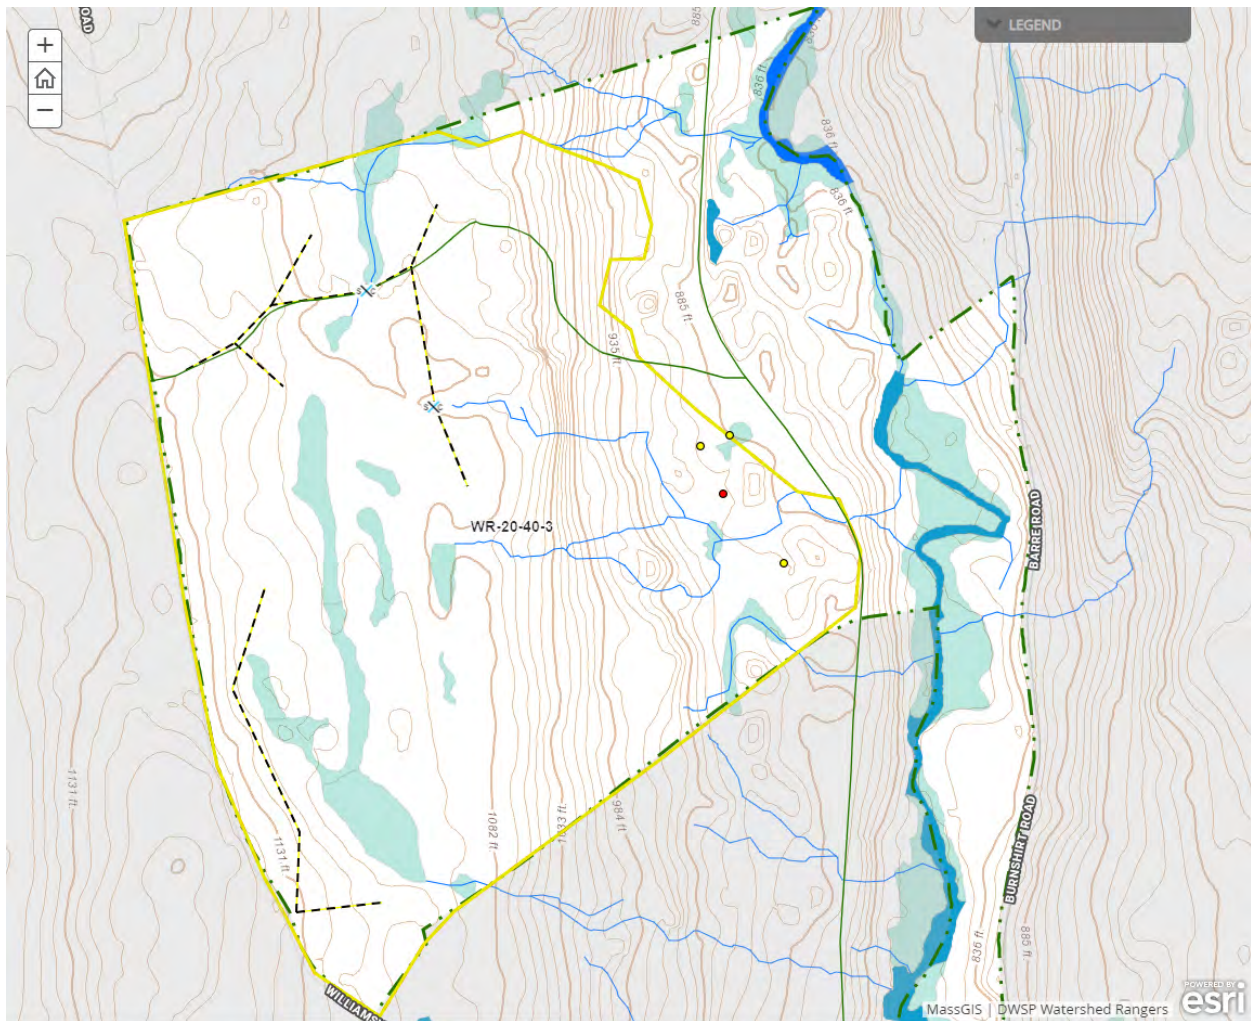 OAD
885
LEGEND
+
−
836 ft
836 ft
836 ft
885 ft
935 ft
WR-20-40-3
BARRE ROAD
1131 ft
1131 ft
1082 ft
1033 ft
984 ft
BURNSHIRT ROAD
836 ft
885 ft
WILLIAMS
MassGIS | DWSP Watershed Rangers
POWERED BY
esri